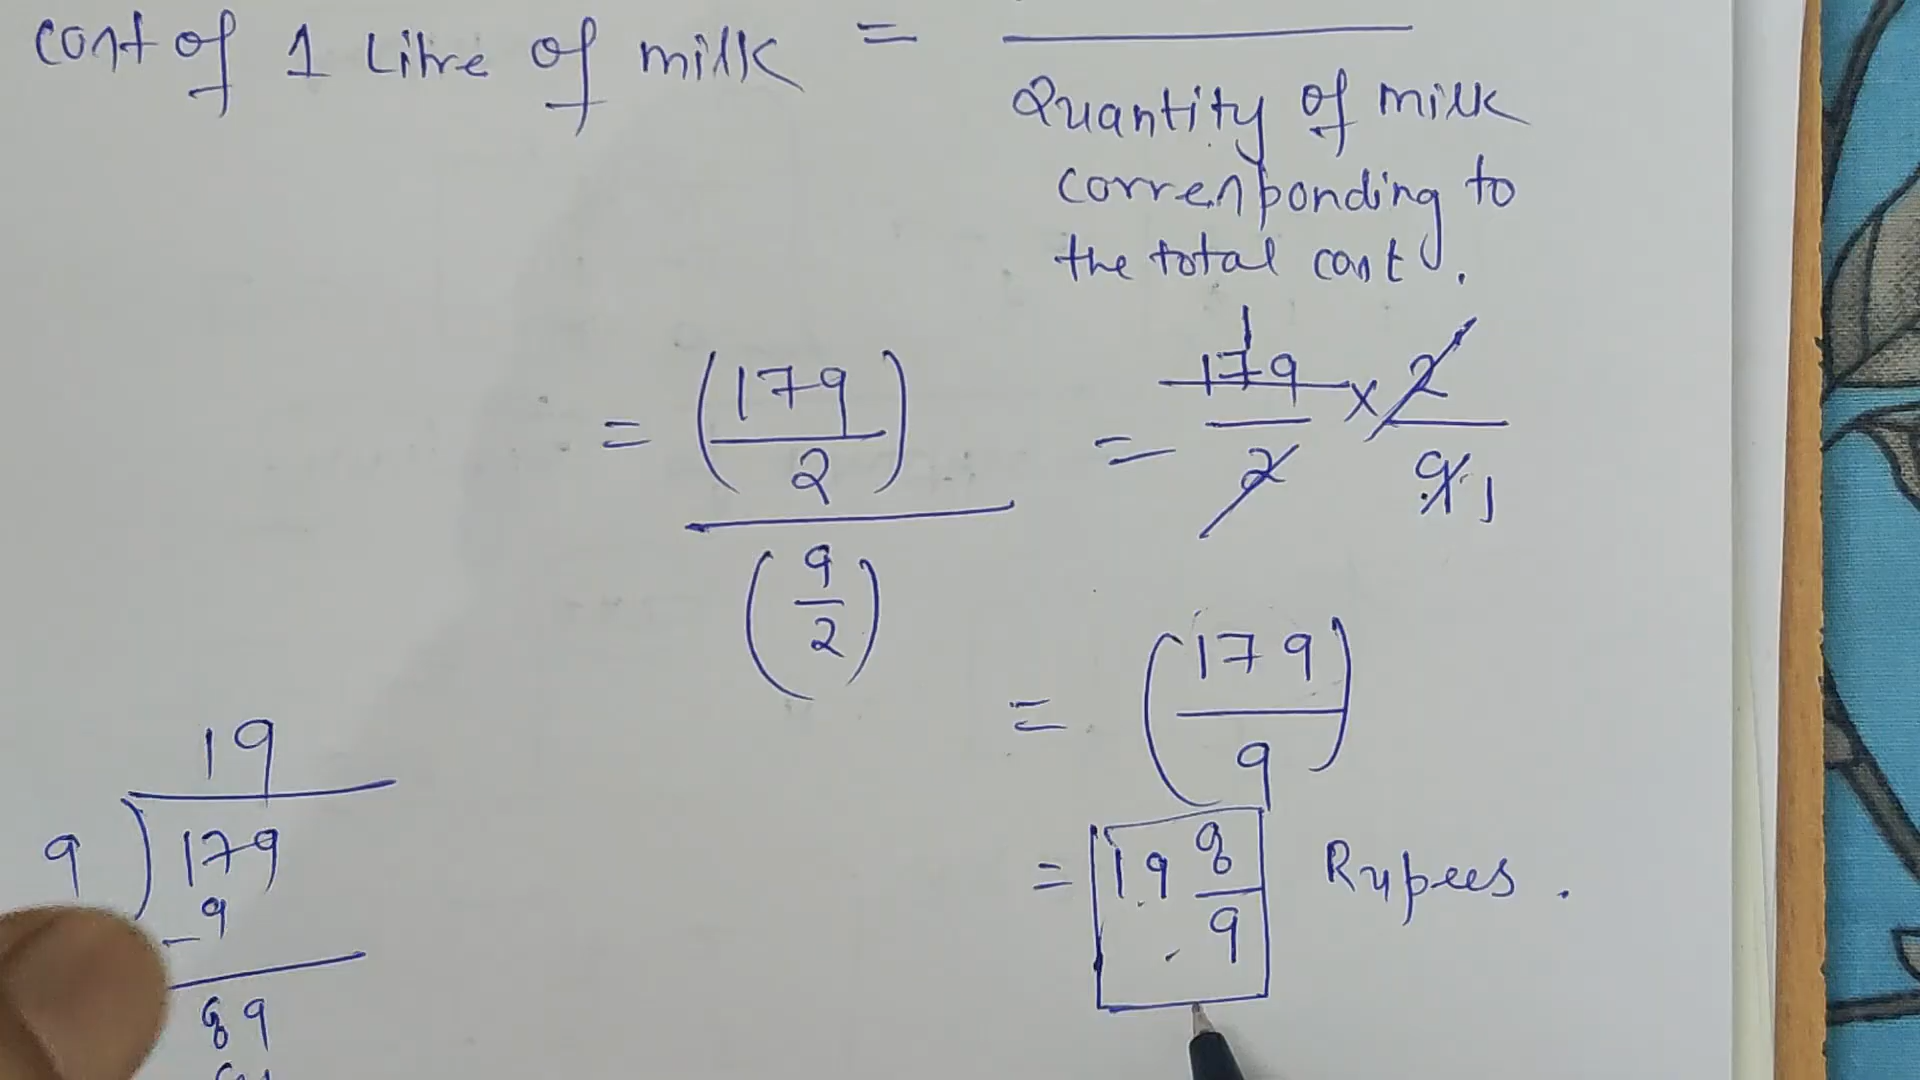 cost of 1 Litre of milk =
Quantity of milk
corresponding to
the total cost.
= (179/2) / (9/2) = 179/2 × 2/9 1
= (179/9)
= 19 8/9 Rupees.
19
9 ) 179
- 9
89